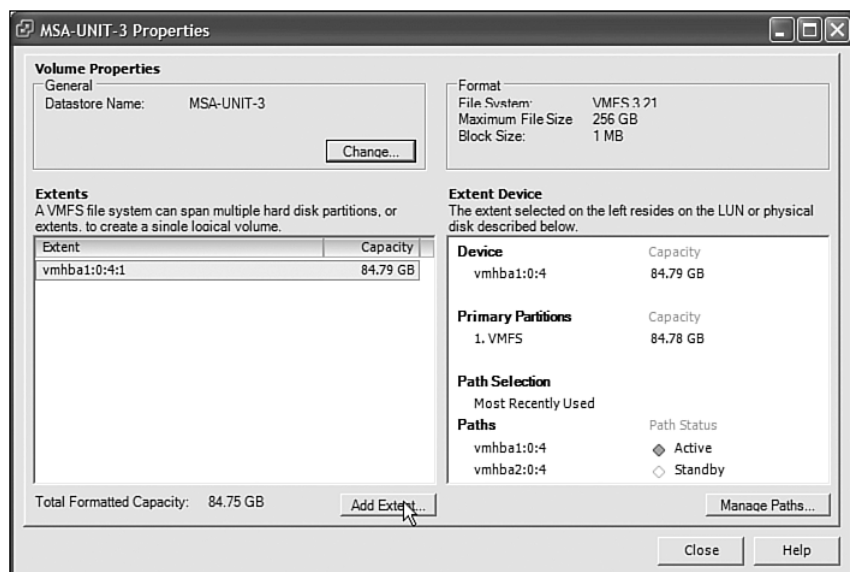 MSA-UNIT-3 Properties
Volume Properties
General
Datastore Name: MSA-UNIT-3
Change...
Format
File System: VMFS 3.21
Maximum File Size 256 GB
Block Size: 1 MB
Extents
A VMFS file system can span multiple hard disk partitions, or
extents, to create a single logical volume.
Extent Capacity
vmhba1:0:4:1 84.79 GB
Total Formatted Capacity: 84.75 GB
Add Extent...
Extent Device
The extent selected on the left resides on the LUN or physical
disk described below.
Device Capacity
vmhba1:0:4 84.79 GB
Primary Partitions Capacity
1. VMFS 84.78 GB
Path Selection
Most Recently Used
Paths Path Status
vmhba1:0:4 Active
vmhba2:0:4 Standby
Manage Paths...
Close Help